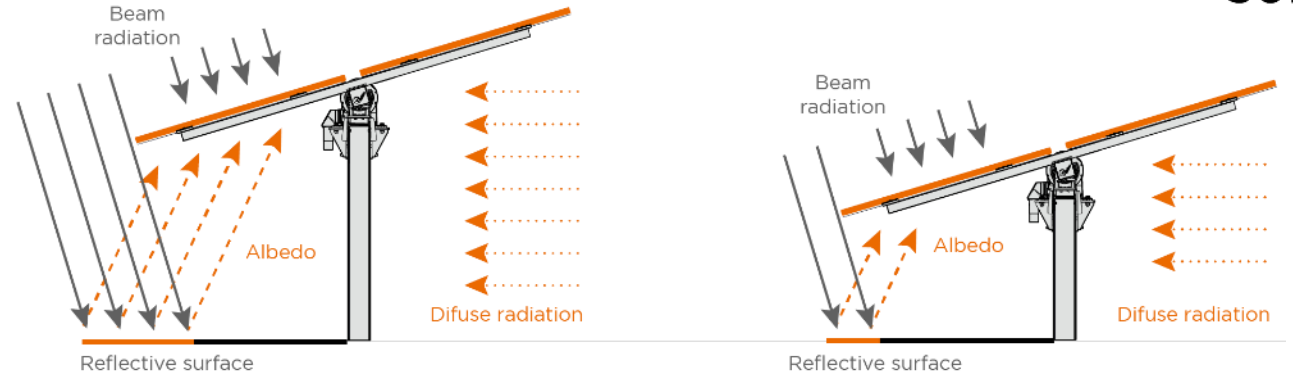 Beam
radiation
Albedo
Difuse radiation
Reflective surface
Beam
radiation
Albedo
Difuse radiation
Reflective surface